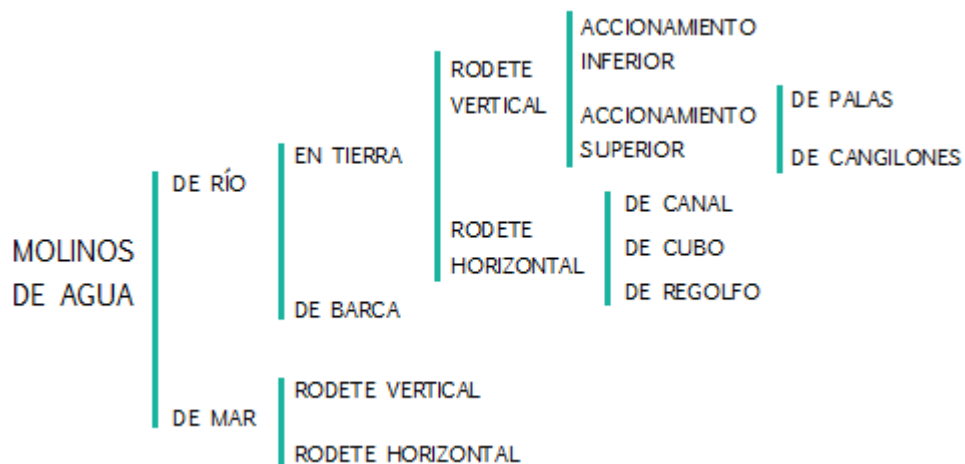 MOLINOS
DE AGUA
DE RÍO
EN TIERRA
RODETE
VERTICAL
ACCIONAMIENTO
INFERIOR
ACCIONAMIENTO
SUPERIOR
DE PALAS
DE CANGILONES
RODETE
HORIZONTAL
DE CANAL
DE CUBO
DE REGOLFO
DE BARCA
DE MAR
RODETE VERTICAL
RODETE HORIZONTAL